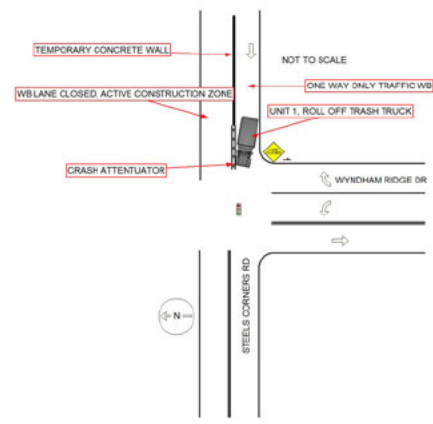 TEMPORARY CONCRETE WALL
NOT TO SCALE
WB LANE CLOSED, ACTIVE CONSTRUCTION ZONE
ONE WAY ONLY TRAFFIC WB
UNIT 1, ROLL OFF TRASH TRUCK
CRASH ATTENTUATOR
WYNDHAM RIDGE DR
STEELS CORNERS RD
N